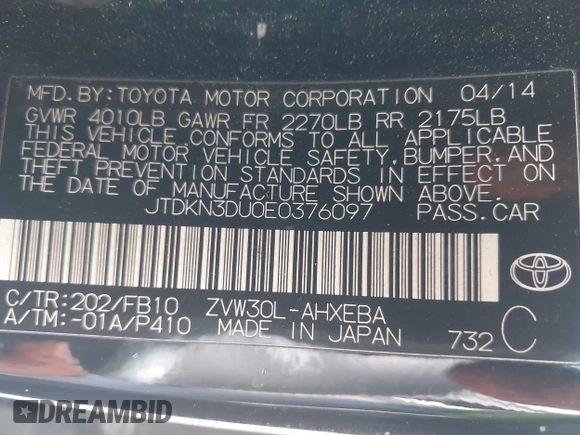 MFD.BY:TOYOTA MOTOR CORPORATION 04/14
GVWR 4010LB GAWR FR 2270LB RR 2175LB
THIS VEHICLE CONFORMS TO ALL APPLICABLE
FEDERAL MOTOR VEHICLE SAFETY,BUMPER,AND
THEFT PREVENTION STANDARDS IN EFFECT ON
THE DATE OF MANUFACTURE SHOWN ABOVE.
JTDKN3DU0E0376097 PASS.CAR
C/TR:202/FB10 ZVW30L-AHXEBA
A/TM:-01A/P410 MADE IN JAPAN 732 C
DREAMBID